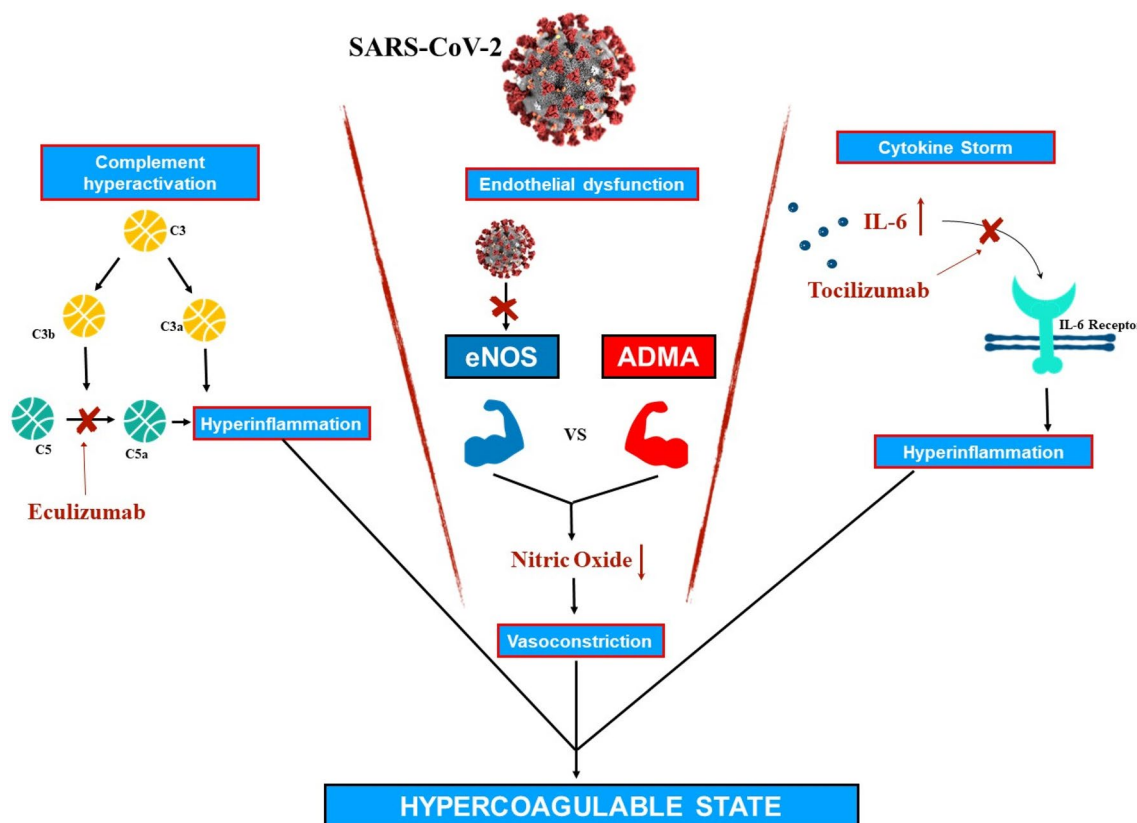 SARS-CoV-2
Complement
hyperactivation
C3
C3b
C3a
C5
C5a
Hyperinflammation
Eculizumab
Endothelial dysfunction
eNOS
ADMA
VS
Nitric Oxide
Vasoconstriction
Cytokine Storm
IL-6
Tocilizumab
IL-6 Receptor
Hyperinflammation
HYPERCOAGULABLE STATE